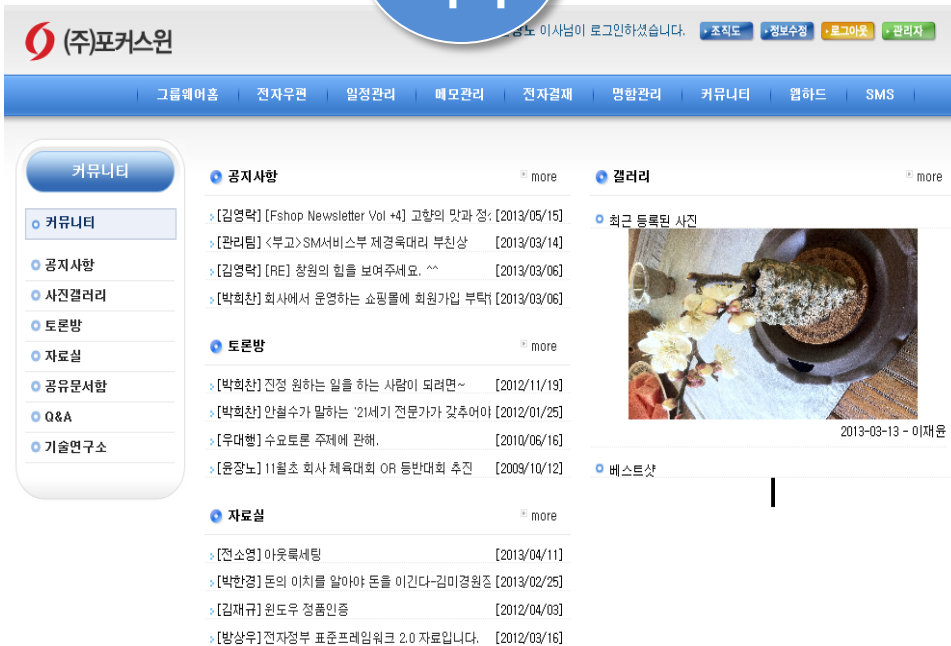 (주)포커스윈
이사님이 로그인하셨습니다.
조직도 정보수정 로그아웃 관리자
그룹웨어홈 전자우편 일정관리 메모관리 전자결재 명함관리 커뮤니티 웹하드 SMS
커뮤니티
커뮤니티
공지사항
사진갤러리
토론방
자료실
공유문서함
Q&A
기술연구소
공지사항 more
[김영락] [Fshop Newsletter Vol +4] 고향의 맛과 [2013/05/15]
[관리팀] <부고>SM서비스부 제경욱대리 부친상 [2013/03/14]
[김영락] [RE] 창원의 힘을 보여주세요. ^^ [2013/03/06]
[박희찬] 회사에서 운영하는 쇼핑몰에 회원가입 [2013/03/06]
토론방 more
[박희찬] 진정 원하는 일을 하는 사람이 되려면~ [2012/11/19]
[박희찬] 안철수가 말하는 '21세기 전문가가 갖추어야 [2012/01/25]
[우대행] 수요토론 주제에 관해. [2010/06/16]
[윤장노] 11월초 회사 체육대회 OR 등반대회 추진 [2009/10/12]
자료실 more
[전소영] 아웃룩세팅 [2013/04/11]
[박한경] 돈의 이치를 알아야 돈을 이긴다-김미경원장 [2013/02/25]
[김재규] 윈도우 정품인증 [2012/04/03]
[방상우] 전자정부 표준프레임워크 2.0 자료입니다. [2012/03/16]
갤러리 more
최근 등록된 사진
2013-03-13 - 이재윤
베스트샷